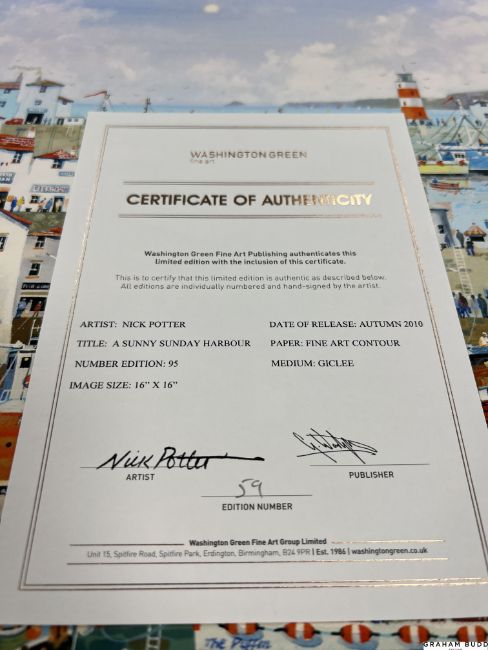 WASHINGTON GREEN
fine art
CERTIFICATE OF AUTHENTICITY
Washington Green Fine Art Publishing authenticates this
limited edition with the inclusion of this certificate.
This is to certify that this limited edition is authentic as described below.
All editions are individually numbered and hand-signed by the artist.
ARTIST: NICK POTTER
DATE OF RELEASE: AUTUMN 2010
TITLE: A SUNNY SUNDAY HARBOUR
PAPER: FINE ART CONTOUR
NUMBER EDITION: 95
MEDIUM: GICLEE
IMAGE SIZE: 16” X 16”
Nick Potter
ARTIST
PUBLISHER
59
EDITION NUMBER
Washington Green Fine Art Group Limited
Unit 15, Spitfire Road, Spitfire Park, Erdington, Birmingham, B24 9PR | Est. 1986 | washingtongreen.co.uk
The Potter
GRAHAM BUDD